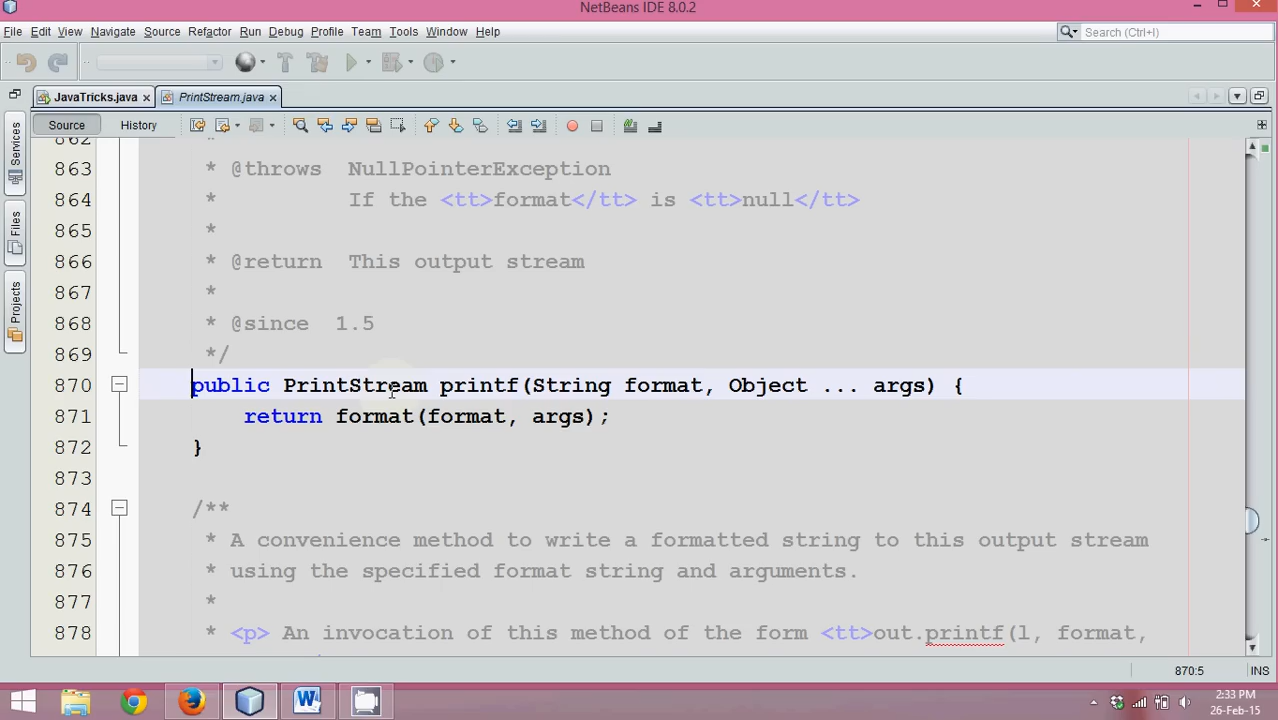 NetBeans IDE 8.0.2
File Edit View Navigate Source Refactor Run Debug Profile Team Tools Window Help
Search (Ctrl+I)
JavaTricks.java PrintStream.java
Source History
Services
Files
Projects
862 *
863 * @throws NullPointerException
864 * If the <tt>format</tt> is <tt>null</tt>
865 *
866 * @return This output stream
867 *
868 * @since 1.5
869 */
870 public PrintStream printf(String format, Object ... args) {
871 return format(format, args);
872 }
873
874 /**
875 * A convenience method to write a formatted string to this output stream
876 * using the specified format string and arguments.
877 *
878 * <p> An invocation of this method of the form <tt>out.printf(l, format,
870:5 INS
2:33 PM
26-Feb-15